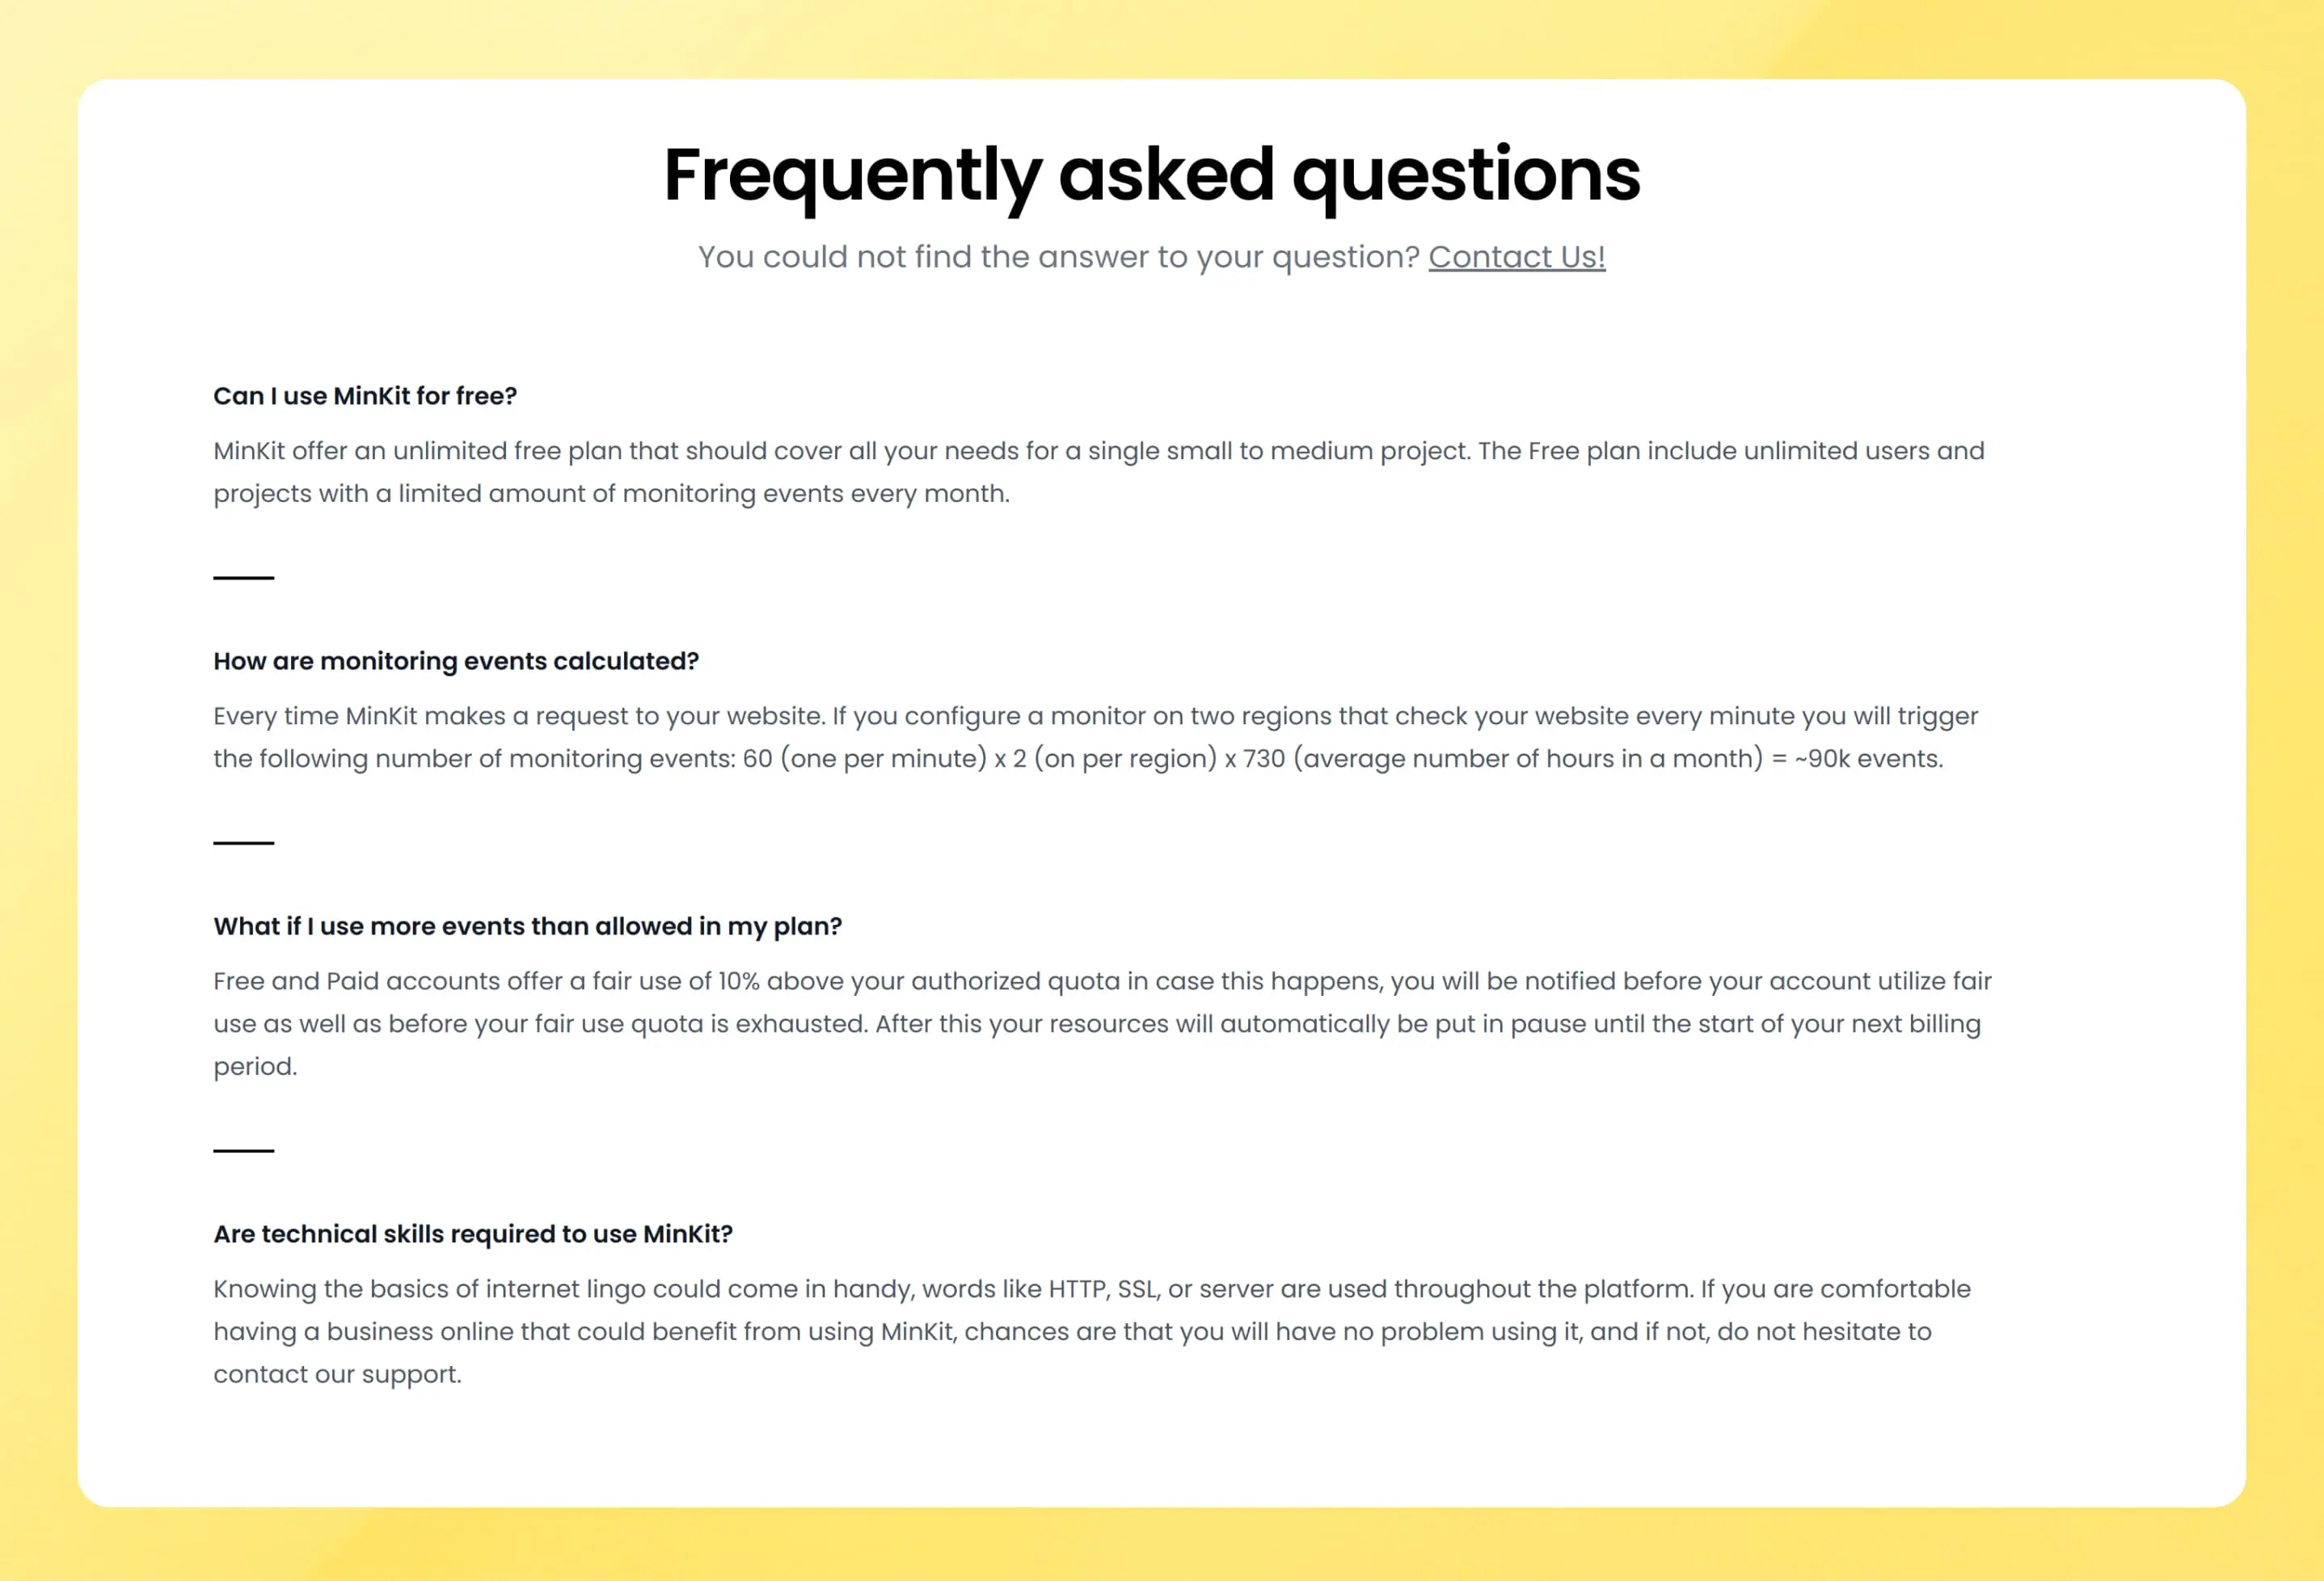 Frequently asked questions
You could not find the answer to your question? Contact Us!
Can I use MinKit for free?
MinKit offer an unlimited free plan that should cover all your needs for a single small to medium project. The Free plan include unlimited users and
projects with a limited amount of monitoring events every month.
How are monitoring events calculated?
Every time MinKit makes a request to your website. If you configure a monitor on two regions that check your website every minute you will trigger
the following number of monitoring events: 60 (one per minute) x 2 (on per region) x 730 (average number of hours in a month) = ~90k events.
What if I use more events than allowed in my plan?
Free and Paid accounts offer a fair use of 10% above your authorized quota in case this happens, you will be notified before your account utilize fair
use as well as before your fair use quota is exhausted. After this your resources will automatically be put in pause until the start of your next billing
period.
Are technical skills required to use MinKit?
Knowing the basics of internet lingo could come in handy, words like HTTP, SSL, or server are used throughout the platform. If you are comfortable
having a business online that could benefit from using MinKit, chances are that you will have no problem using it, and if not, do not hesitate to
contact our support.